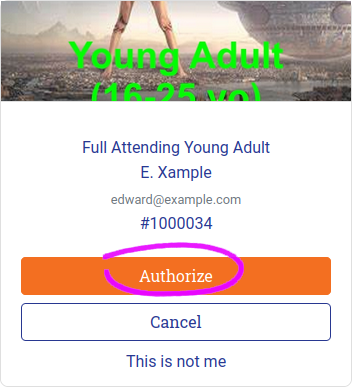 Young Adult
(16-25 yo)
Full Attending Young Adult
E. Xample
edward@example.com
#1000034
Authorize
Cancel
This is not me